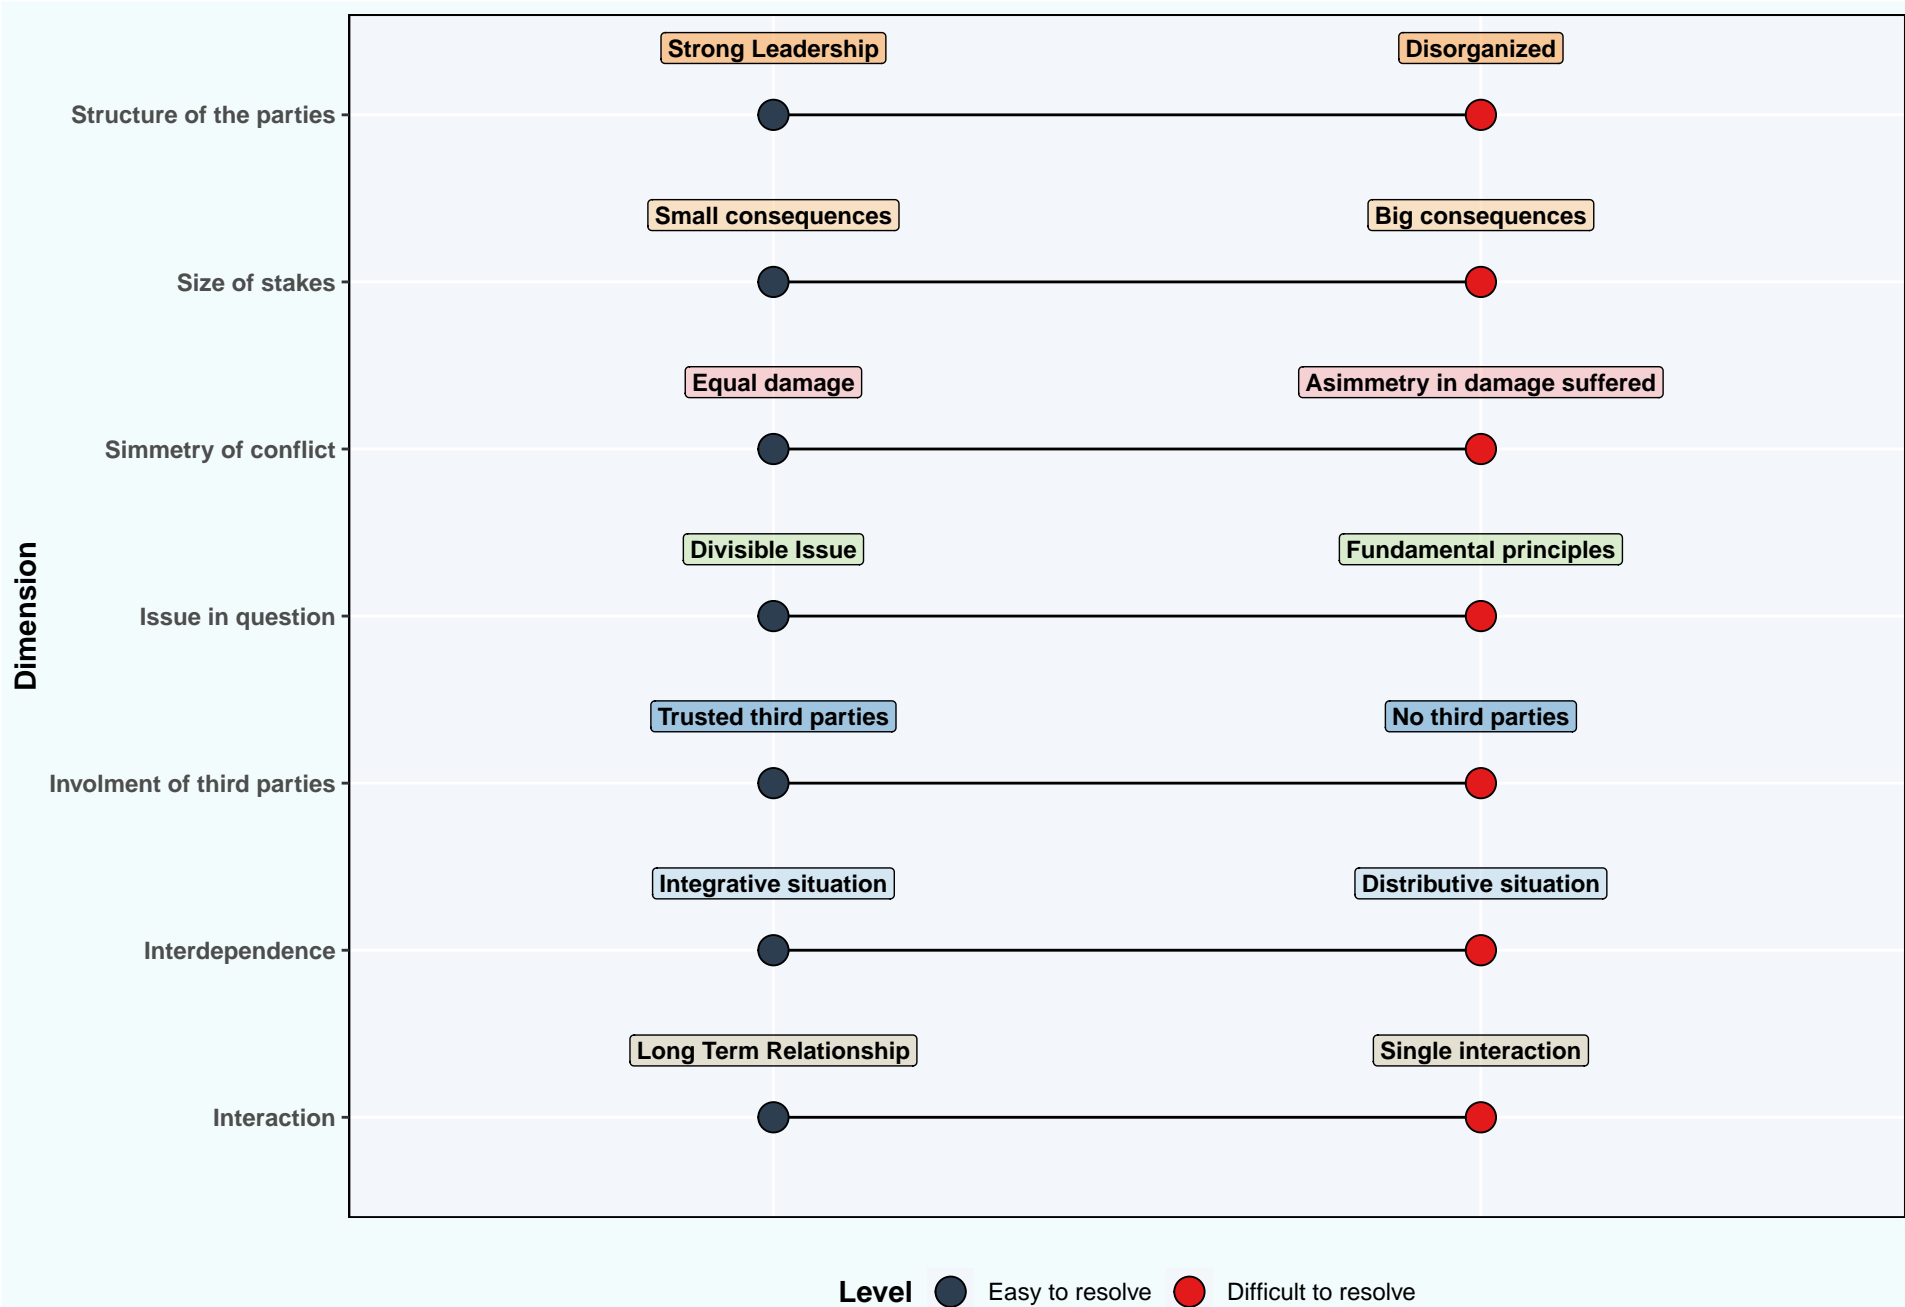 Strong Leadership
Disorganized
Structure of the parties
Small consequences
Big consequences
Size of stakes
Equal damage
Asimmetry in damage suffered
Simmetry of conflict
Divisible Issue
Fundamental principles
Issue in question
Dimension
Trusted third parties
No third parties
Involment of third parties
Integrative situation
Distributive situation
Interdependence
Long Term Relationship
Single interaction
Interaction
Level Easy to resolve Difficult to resolve